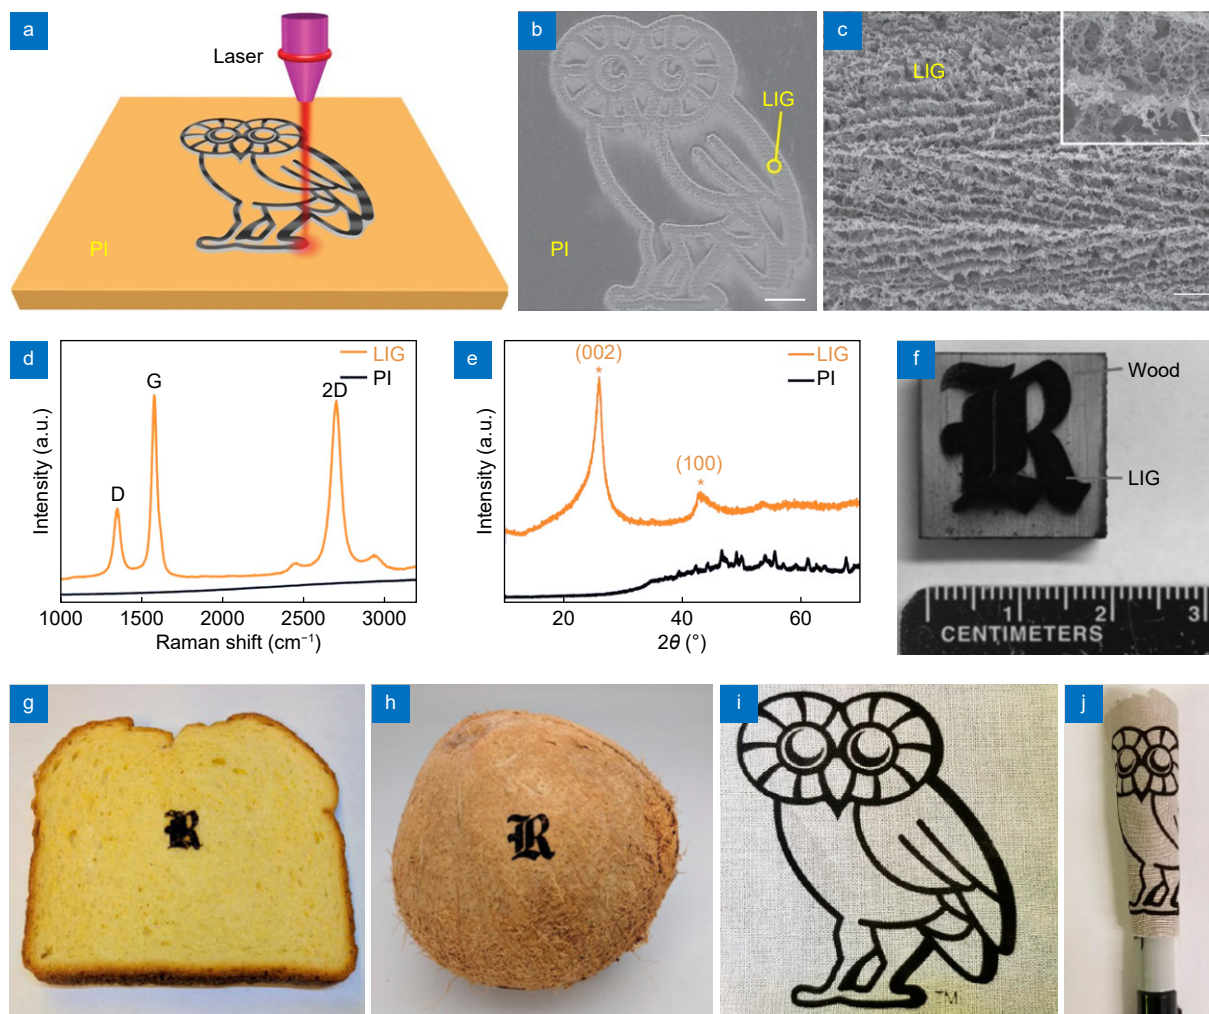 a
Laser
PI
b
LIG
PI
c
LIG
d
LIG
PI
D
G
2D
Intensity (a.u.)
1000
1500
2000
2500
3000
Raman shift (cm⁻¹)
e
LIG
PI
(002)
*
(100)
*
Intensity (a.u.)
20
40
60
2θ (°)
f
R
Wood
LIG
1
2
3
CENTIMETERS
g
R
h
R
i
TM
j